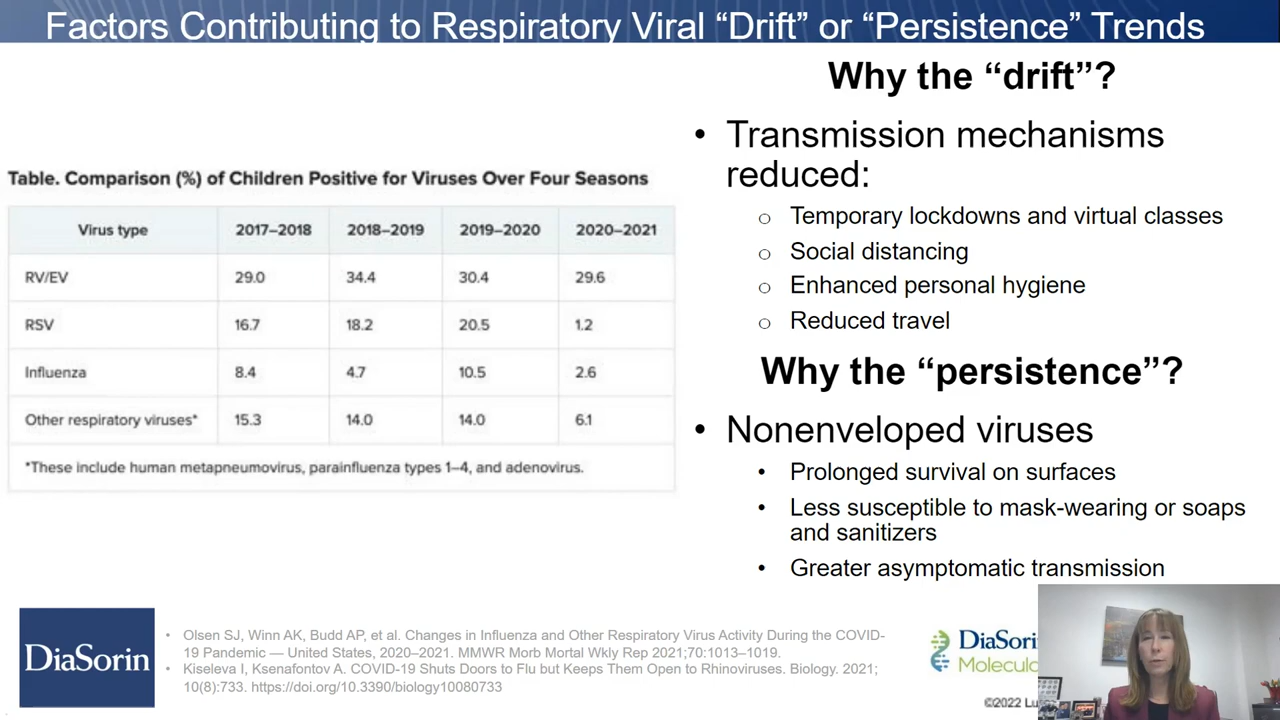 Factors Contributing to Respiratory Viral “Drift” or “Persistence” Trends
Table. Comparison (%) of Children Positive for Viruses Over Four Seasons
Virus type 2017–2018 2018–2019 2019–2020 2020–2021
RV/EV 29.0 34.4 30.4 29.6
RSV 16.7 18.2 20.5 1.2
Influenza 8.4 4.7 10.5 2.6
Other respiratory viruses* 15.3 14.0 14.0 6.1
*These include human metapneumovirus, parainfluenza types 1–4, and adenovirus.
Why the “drift”?
• Transmission mechanisms
reduced:
o Temporary lockdowns and virtual classes
o Social distancing
o Enhanced personal hygiene
o Reduced travel
Why the “persistence”?
• Nonenveloped viruses
• Prolonged survival on surfaces
• Less susceptible to mask-wearing or soaps
and sanitizers
• Greater asymptomatic transmission
DiaSorin
• Olsen SJ, Winn AK, Budd AP, et al. Changes in Influenza and Other Respiratory Virus Activity During the COVID-
19 Pandemic — United States, 2020–2021. MMWR Morb Mortal Wkly Rep 2021;70:1013–1019.
• Kiseleva I, Ksenafontov A. COVID-19 Shuts Doors to Flu but Keeps Them Open to Rhinoviruses. Biology. 2021;
10(8):733. https://doi.org/10.3390/biology10080733
DiaSorin
Molecul
©2022 Lu